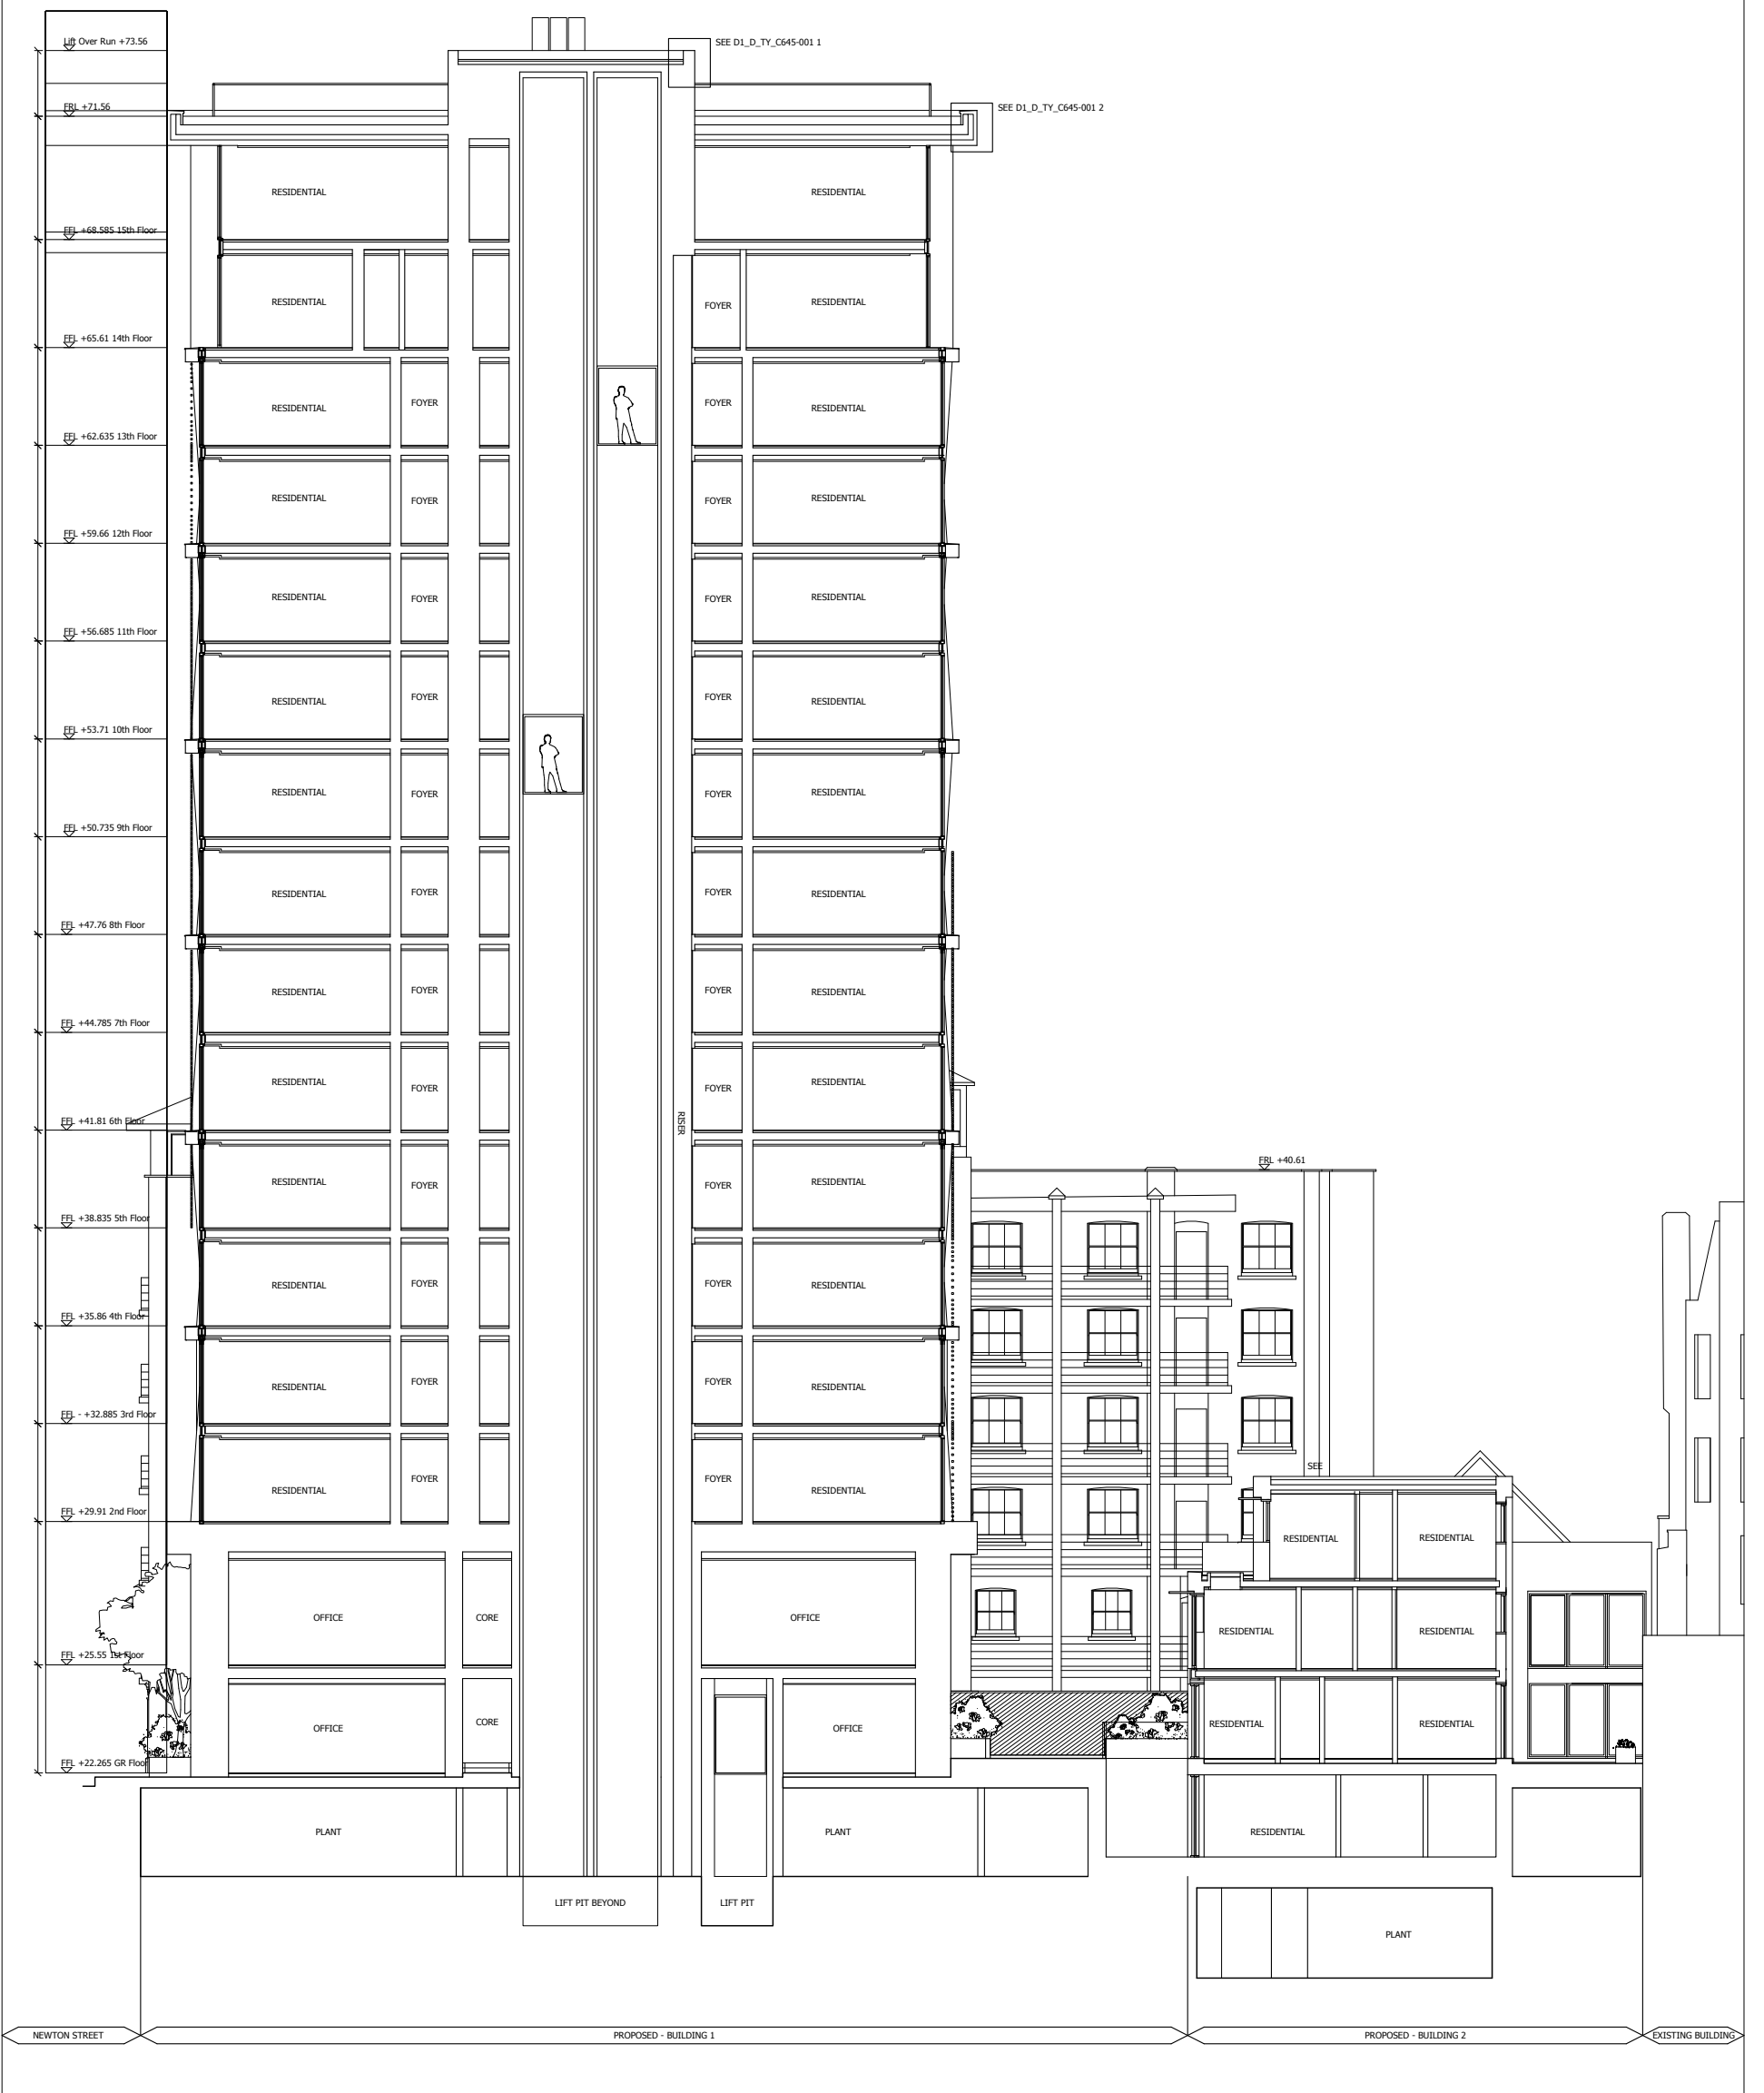 Lift Over Run +73.56
SEE D1_D_TY_C645-001 1
FRL +71.56
SEE D1_D_TY_C645-001 2
RESIDENTIAL RESIDENTIAL
FFL +68.585 15th Floor
RESIDENTIAL FOYER RESIDENTIAL
FFL +65.61 14th Floor
RESIDENTIAL FOYER FOYER RESIDENTIAL
FFL +62.635 13th Floor
RESIDENTIAL FOYER FOYER RESIDENTIAL
FFL +59.66 12th Floor
RESIDENTIAL FOYER FOYER RESIDENTIAL
FFL +56.685 11th Floor
RESIDENTIAL FOYER FOYER RESIDENTIAL
FFL +53.71 10th Floor
RESIDENTIAL FOYER FOYER RESIDENTIAL
FFL +50.735 9th Floor
RESIDENTIAL FOYER FOYER RESIDENTIAL
FFL +47.76 8th Floor
RESIDENTIAL FOYER FOYER RESIDENTIAL
FFL +44.785 7th Floor
RESIDENTIAL FOYER FOYER RESIDENTIAL
RISER
FFL +41.81 6th Floor
FRL +40.61
RESIDENTIAL FOYER FOYER RESIDENTIAL
FFL +38.835 5th Floor
RESIDENTIAL FOYER FOYER RESIDENTIAL
FFL +35.86 4th Floor
RESIDENTIAL FOYER FOYER RESIDENTIAL
FFL - +32.885 3rd Floor
SEE
RESIDENTIAL FOYER FOYER RESIDENTIAL
FFL +29.91 2nd Floor
RESIDENTIAL RESIDENTIAL
OFFICE CORE OFFICE
RESIDENTIAL RESIDENTIAL
FFL +25.55 1st Floor
OFFICE CORE OFFICE
RESIDENTIAL RESIDENTIAL
FFL +22.265 GR Floor
PLANT PLANT RESIDENTIAL
LIFT PIT BEYOND LIFT PIT
PLANT
NEWTON STREET PROPOSED - BUILDING 1 PROPOSED - BUILDING 2 EXISTING BUILDING